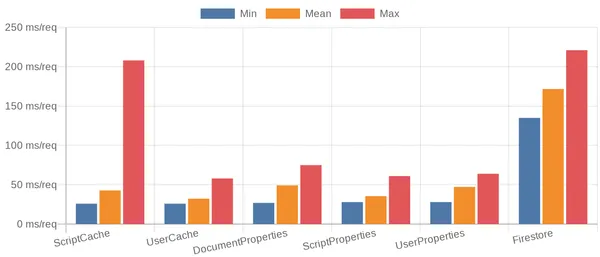 Min Mean Max
250 ms/req
200 ms/req
150 ms/req
100 ms/req
50 ms/req
0 ms/req
ScriptCache UserCache DocumentProperties ScriptProperties UserProperties Firestore